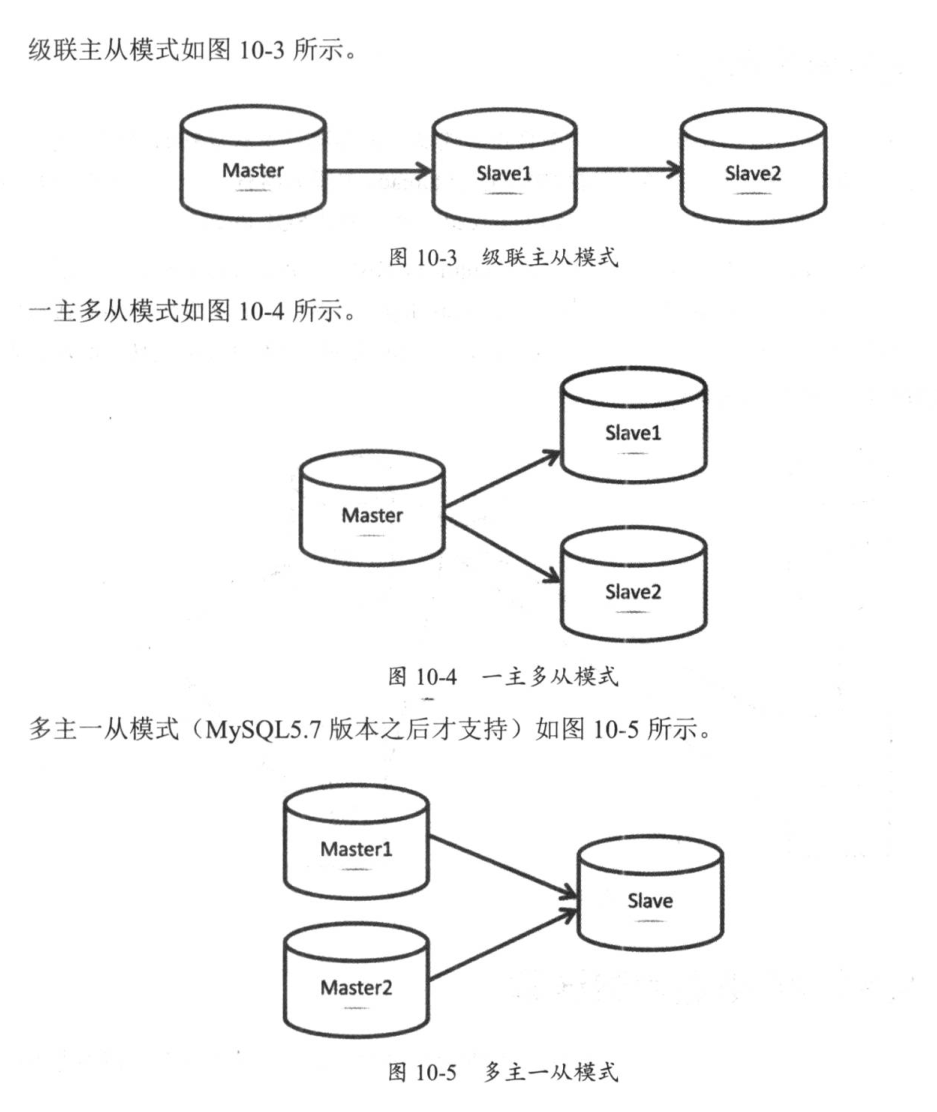 级联主从模式如图 10-3 所示。
Master
Slave1
Slave2
图 10-3 级联主从模式
一主多从模式如图 10-4 所示。
Slave1
Master
Slave2
图 10-4 一主多从模式
多主一从模式（MySQL5.7 版本之后才支持）如图 10-5 所示。
Master1
Slave
Master2
图 10-5 多主一从模式